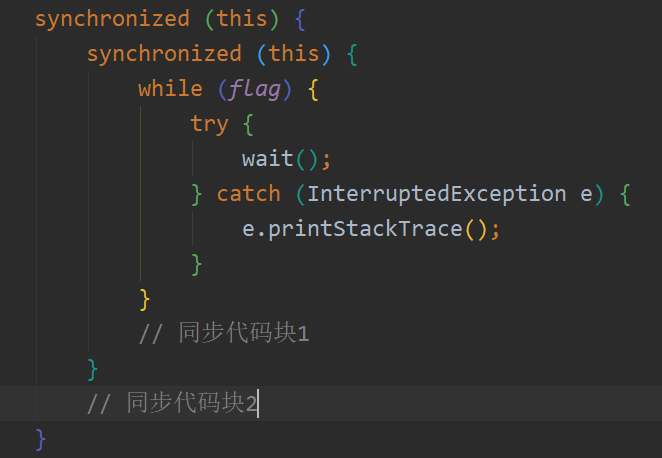 synchronized (this) {
synchronized (this) {
while (flag) {
try {
wait();
} catch (InterruptedException e) {
e.printStackTrace();
}
}
// 同步代码块1
}
// 同步代码块2
}